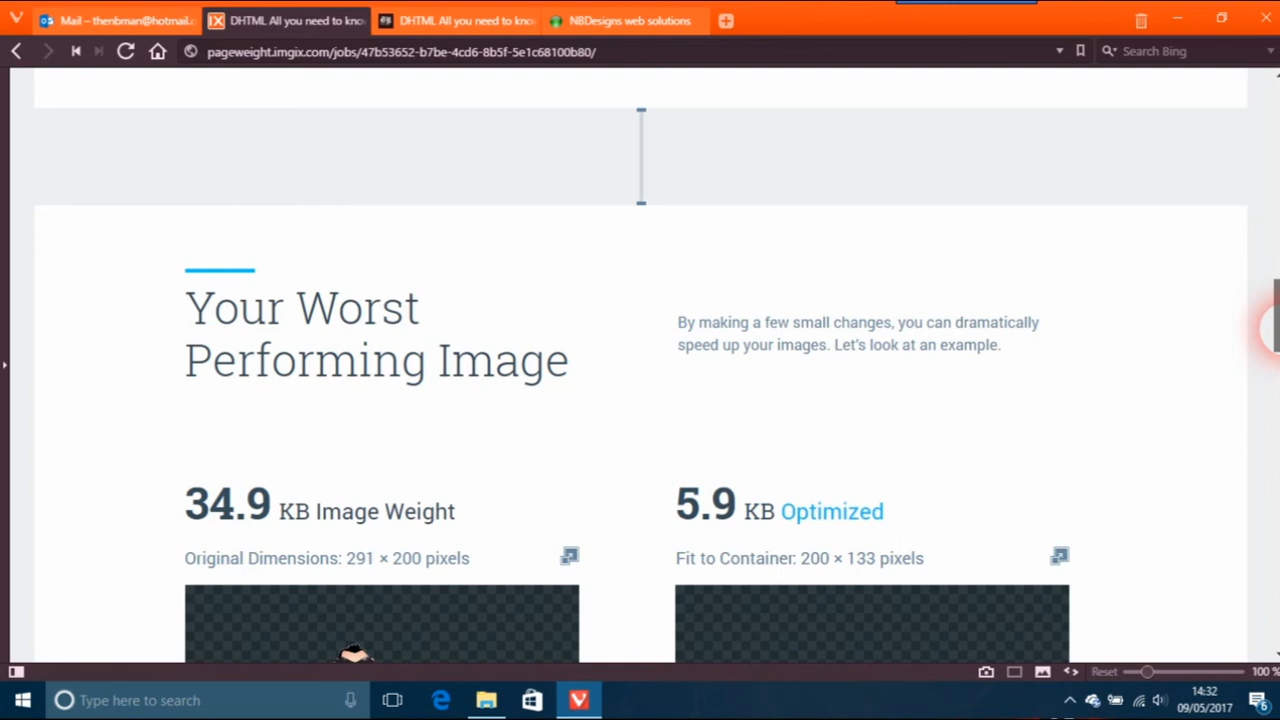 Mail – thenbman@hotmail.c
DHTML All you need to kno
DHTML All you need to kno
NBDesigns web solutions
pageweight.imgix.com/jobs/47b53652-b7be-4cd6-8b5f-5e1c68100b80/
Search Bing
Your Worst
Performing Image
By making a few small changes, you can dramatically
speed up your images. Let's look at an example.
34.9 KB Image Weight
5.9 KB Optimized
Original Dimensions: 291 × 200 pixels
Fit to Container: 200 × 133 pixels
Reset
100 %
Type here to search
14:32
09/05/2017
6